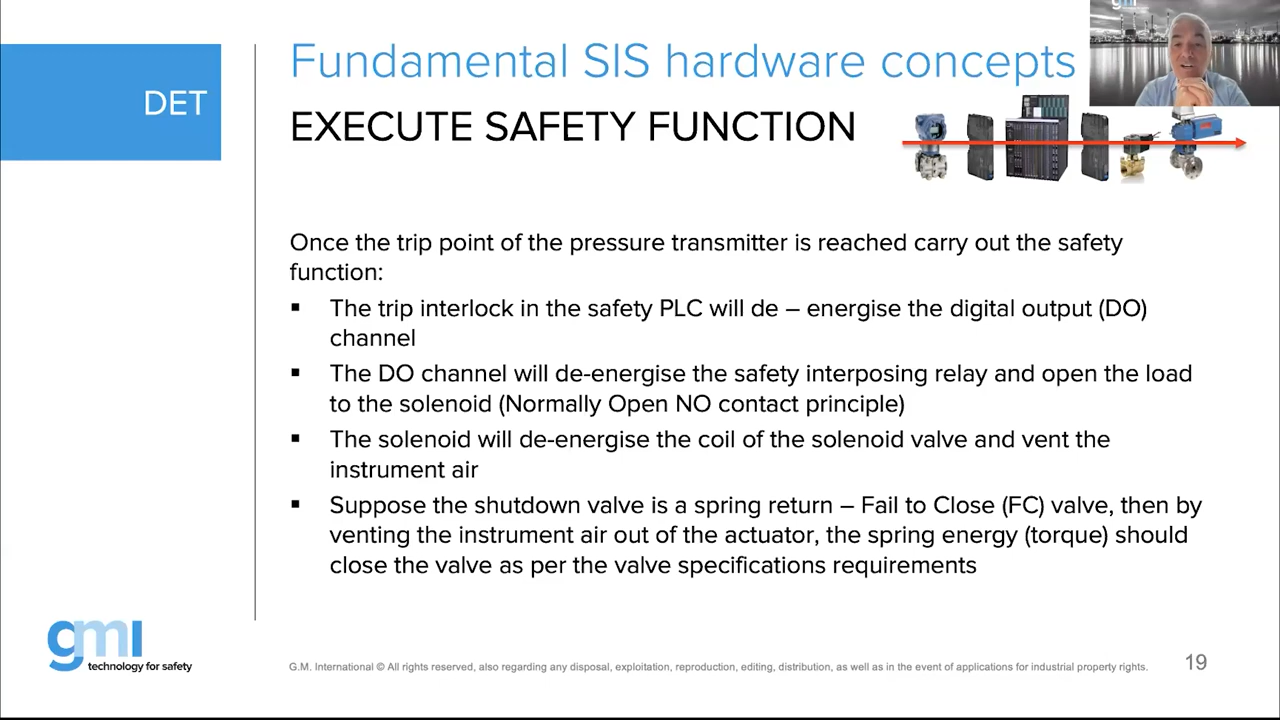 gmi
Fundamental SIS hardware concepts
DET
EXECUTE SAFETY FUNCTION
Once the trip point of the pressure transmitter is reached carry out the safety
function:
▪ The trip interlock in the safety PLC will de – energise the digital output (DO)
channel
▪ The DO channel will de-energise the safety interposing relay and open the load
to the solenoid (Normally Open NO contact principle)
▪ The solenoid will de-energise the coil of the solenoid valve and vent the
instrument air
▪ Suppose the shutdown valve is a spring return – Fail to Close (FC) valve, then by
venting the instrument air out of the actuator, the spring energy (torque) should
close the valve as per the valve specifications requirements
gmi
technology for safety
G.M. International © All rights reserved, also regarding any disposal, exploitation, reproduction, editing, distribution, as well as in the event of applications for industrial property rights.
19